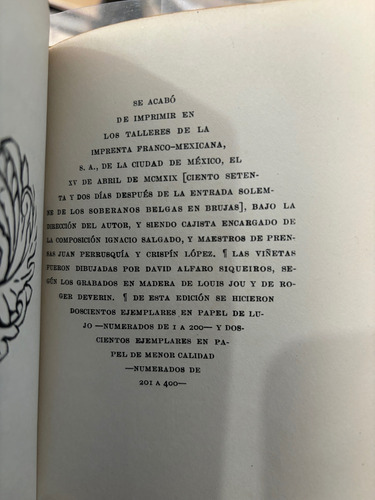 SE ACABÓ
DE IMPRIMIR EN
LOS TALLERES DE LA
IMPRENTA FRANCO-MEXICANA,
S. A., DE LA CIUDAD DE MÉXICO, EL
XV DE ABRIL DE MCMXIX [CIENTO SETEN-
TA Y DOS DÍAS DESPUÉS DE LA ENTRADA SOLEM-
NE DE LOS SOBERANOS BELGAS EN BRUJAS], BAJO LA
DIRECCIÓN DEL AUTOR, Y SIENDO CAJISTA ENCARGADO DE
LA COMPOSICIÓN IGNACIO SALGADO, Y MAESTROS DE PREN-
SAS JUAN PERRUSQUÍA Y CRISPÍN LÓPEZ. ¶ LAS VIÑETAS
FUERON DIBUJADAS POR DAVID ALFARO SIQUEIROS, SE-
GÚN LOS GRABADOS EN MADERA DE LOUIS JOU Y DE RO-
GER DEVERIN. ¶ DE ESTA EDICIÓN SE HICIERON
DOSCIENTOS EJEMPLARES EN PAPEL DE LU-
JO —NUMERADOS DE 1 A 200— Y DOS-
CIENTOS EJEMPLARES EN PA-
PEL DE MENOR CALIDAD
—NUMERADOS DE
201 A 400—